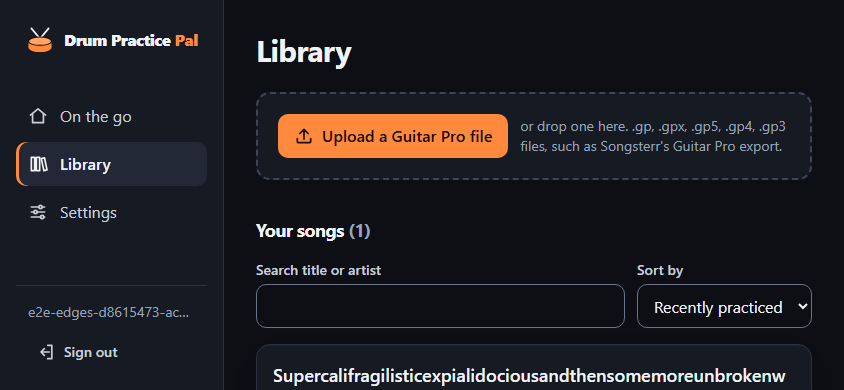 Drum Practice Pal
On the go
Library
Settings
e2e-edges-d8615473-ac...
Sign out
Library
Upload a Guitar Pro file
or drop one here. .gp, .gpx, .gp5, .gp4, .gp3
files, such as Songsterr's Guitar Pro export.
Your songs (1)
Search title or artist
Sort by
Recently practiced
Supercalifragilisticexpialidociousandthensomemoreunbrokenw